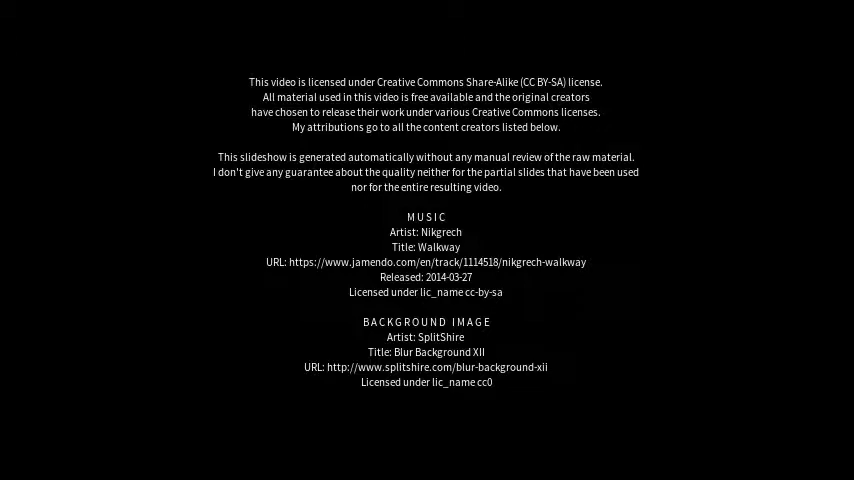 This video is licensed under Creative Commons Share-Alike (CC BY-SA) license.
All material used in this video is free available and the original creators
have chosen to release their work under various Creative Commons licenses.
My attributions go to all the content creators listed below.
This slideshow is generated automatically without any manual review of the raw material.
I don't give any guarantee about the quality neither for the partial slides that have been used
nor for the entire resulting video.
M U S I C
Artist: Nikgrech
Title: Walkway
URL: https://www.jamendo.com/en/track/1114518/nikgrech-walkway
Released: 2014-03-27
Licensed under lic_name cc-by-sa
B A C K G R O U N D   I M A G E
Artist: SplitShire
Title: Blur Background XII
URL: http://www.splitshire.com/blur-background-xii
Licensed under lic_name cc0